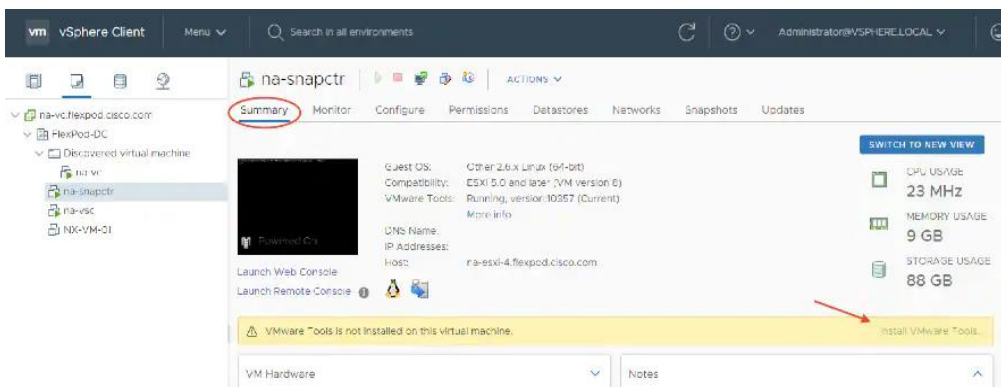 vm vSphere Client Menu Search in all environments Administrator@VSPHERE.LOCAL
na-snapctr ACTIONS
Summary Monitor Configure Permissions Datastores Networks Snapshots Updates
na-vc.flexpod.cisco.com
FlexPod-DC
Discovered virtual machine
na-vc
na-snapctr
na-vsc
NX-VM-01
SWITCH TO NEW VIEW
Guest OS: Other 2.6.x Linux (64-bit)
Compatibility: ESXi 5.0 and later (VM version 8)
VMware Tools: Running, version:10357 (Current)
More info
DNS Name:
IP Addresses:
Host: na-esxi-4.flexpod.cisco.com
Powered On
Launch Web Console
Launch Remote Console
CPU USAGE
23 MHz
MEMORY USAGE
9 GB
STORAGE USAGE
88 GB
VMware Tools is not installed on this virtual machine. Install VMware Tools...
VM Hardware
Notes